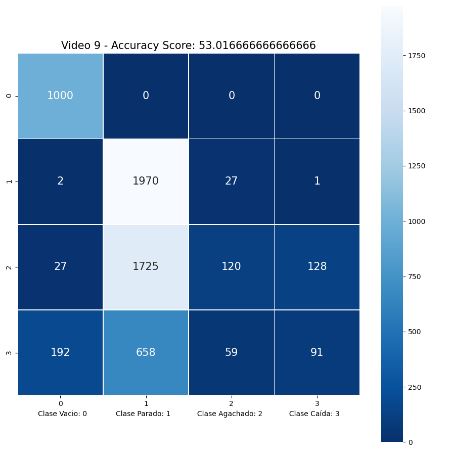 Video 9 - Accuracy Score: 53.016666666666666
0 1000 0 0 0
1 2 1970 27 1
2 27 1725 120 128
3 192 658 59 91
0 1 2 3
Clase Vacio: 0 Clase Parado: 1 Clase Agachado: 2 Clase Caída: 3
1750
1500
1250
1000
750
500
250
0